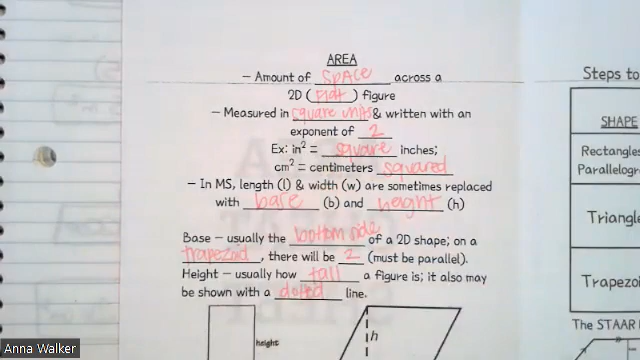 AREA
- Amount of space across a
2D (flat) figure
- Measured in square units & written with an
exponent of 2
Ex: in² = square inches;
cm² = centimeters squared
- In MS, length (l) & width (w) are sometimes replaced
with base (b) and height (h)
Base - usually the bottom side of a 2D shape; on a
trapezoid, there will be 2 (must be parallel).
Height - usually how tall a figure is; it also may
be shown with a dotted line.
height
h
Steps to
SHAPE
Rectangles
Parallelogr
Triangle
Trapezoi
The STAAR
Anna Walker